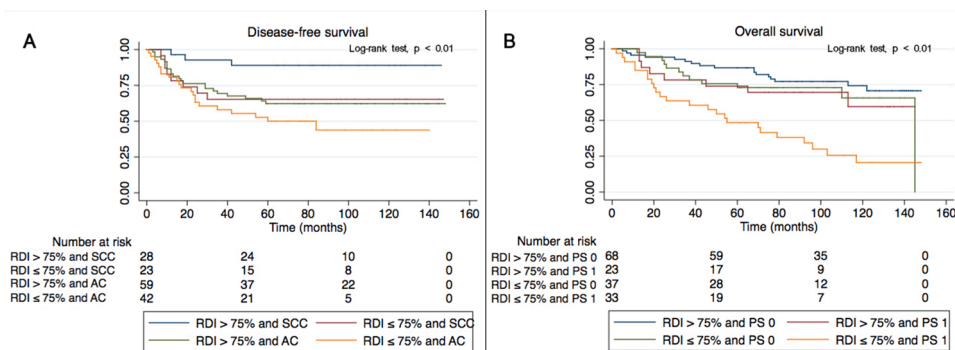 A
Disease-free survival
Log-rank test, p < 0.01
1.00
0.75
0.50
0.25
0.00
0 20 40 60 80 100 120 140 160
Time (months)
Number at risk
RDI > 75% and SCC 28 24 10 0
RDI ≤ 75% and SCC 23 15 8 0
RDI > 75% and AC 59 37 22 0
RDI ≤ 75% and AC 42 21 5 0
RDI > 75% and SCC RDI ≤ 75% and SCC
RDI > 75% and AC RDI ≤ 75% and AC
B
Overall survival
Log-rank test, p < 0.01
1.00
0.75
0.50
0.25
0.00
0 20 40 60 80 100 120 140 160
Time (months)
Number at risk
RDI > 75% and PS 0 68 59 35 0
RDI > 75% and PS 1 23 17 9 0
RDI ≤ 75% and PS 0 37 28 12 0
RDI ≤ 75% and PS 1 33 19 7 0
RDI > 75% and PS 0 RDI > 75% and PS 1
RDI ≤ 75% and PS 0 RDI ≤ 75% and PS 1